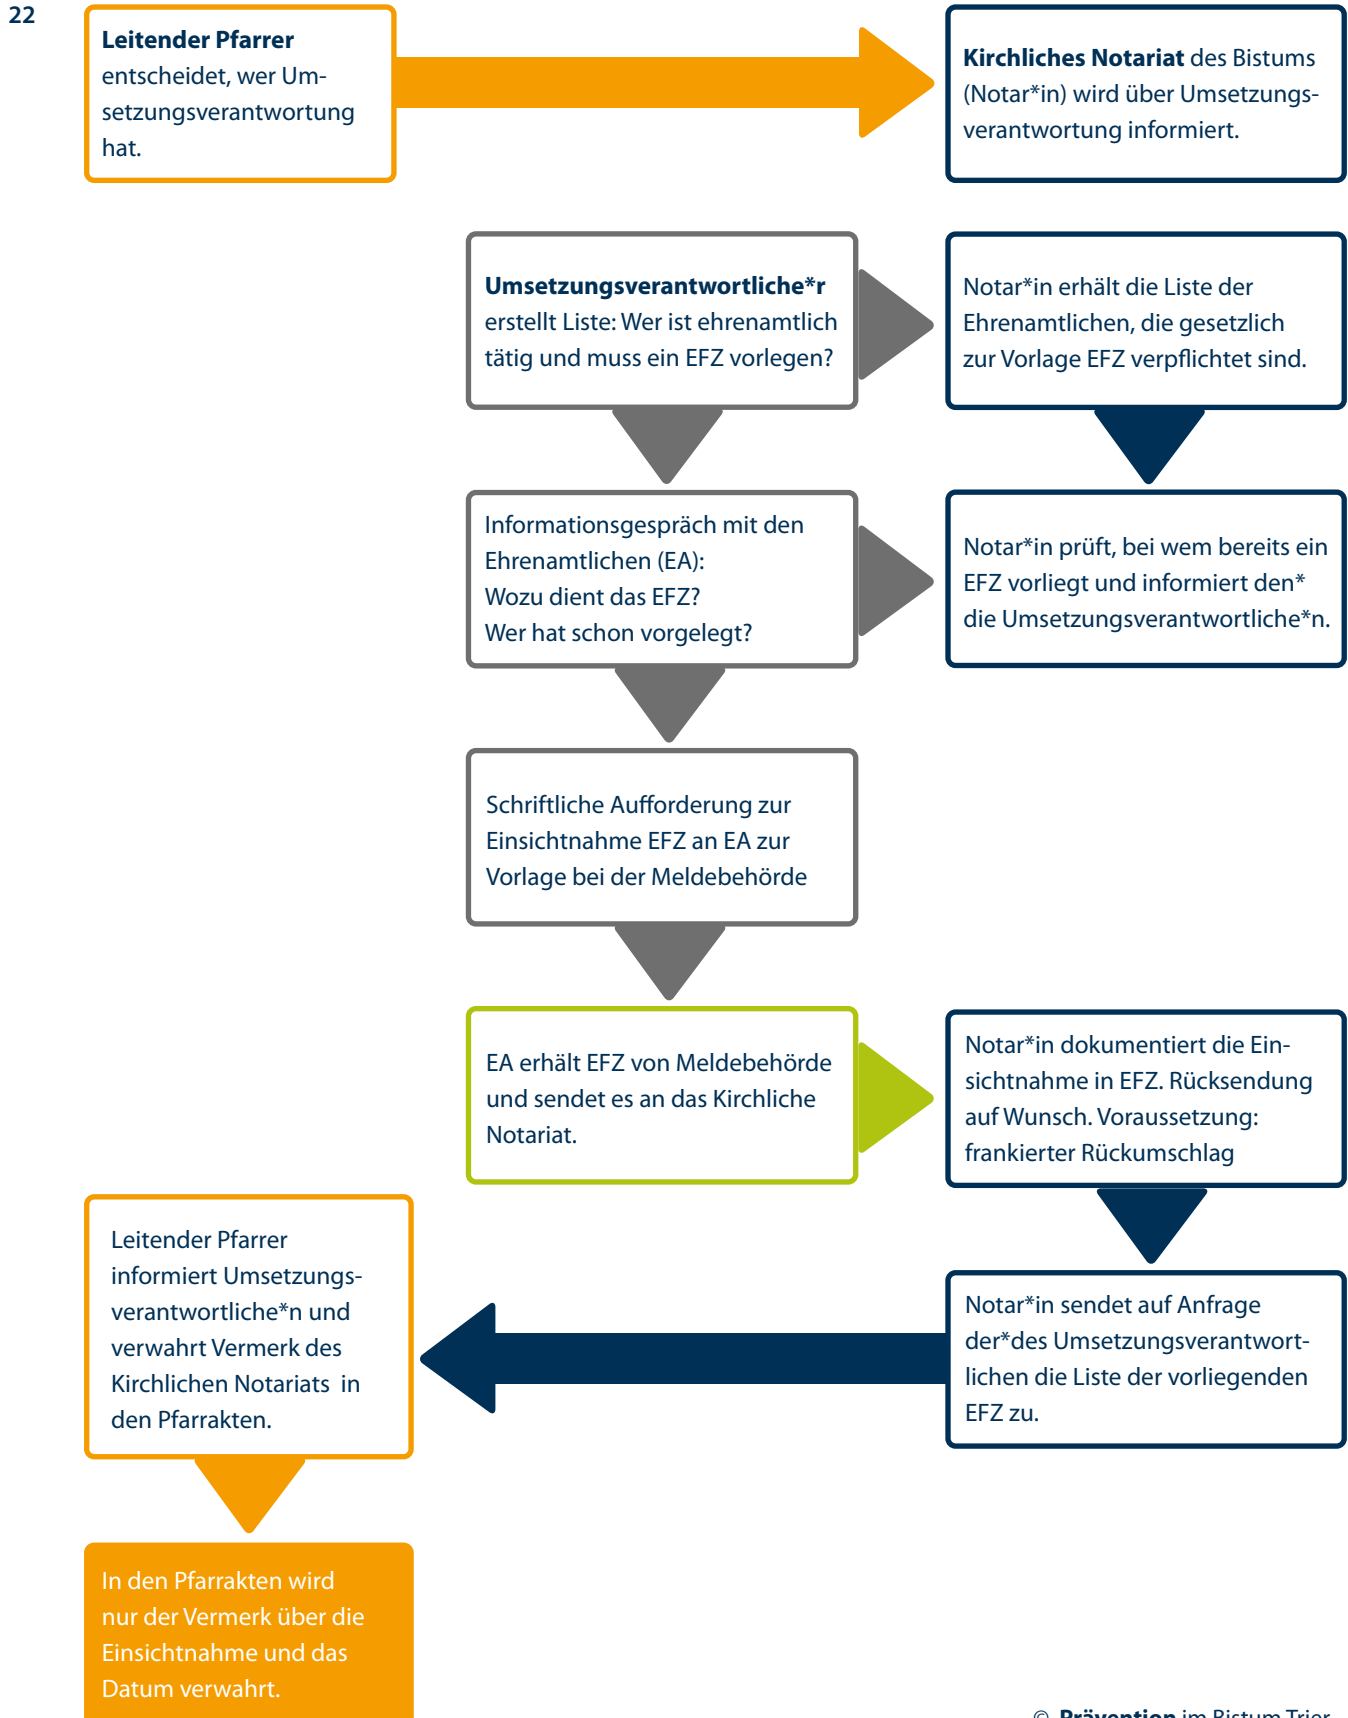 22
Leitender Pfarrer
entscheidet, wer Um-
setzungsverantwortung
hat.
Kirchliches Notariat des Bistums
(Notar*in) wird über Umsetzungs-
verantwortung informiert.
Umsetzungsverantwortliche*r
erstellt Liste: Wer ist ehrenamtlich
tätig und muss ein EFZ vorlegen?
Notar*in erhält die Liste der
Ehrenamtlichen, die gesetzlich
zur Vorlage EFZ verpflichtet sind.
Informationsgespräch mit den
Ehrenamtlichen (EA):
Wozu dient das EFZ?
Wer hat schon vorgelegt?
Notar*in prüft, bei wem bereits ein
EFZ vorliegt und informiert den*
die Umsetzungsverantwortliche*n.
Schriftliche Aufforderung zur
Einsichtnahme EFZ an EA zur
Vorlage bei der Meldebehörde
EA erhält EFZ von Meldebehörde
und sendet es an das Kirchliche
Notariat.
Notar*in dokumentiert die Ein-
sichtnahme in EFZ. Rücksendung
auf Wunsch. Voraussetzung:
frankierter Rückumschlag
Leitender Pfarrer
informiert Umsetzungs-
verantwortliche*n und
verwahrt Vermerk des
Kirchlichen Notariats in
den Pfarrakten.
Notar*in sendet auf Anfrage
der*des Umsetzungsverantwort-
lichen die Liste der vorliegenden
EFZ zu.
In den Pfarrakten wird
nur der Vermerk über die
Einsichtnahme und das
Datum verwahrt.
© Prävention im Bistum Trier